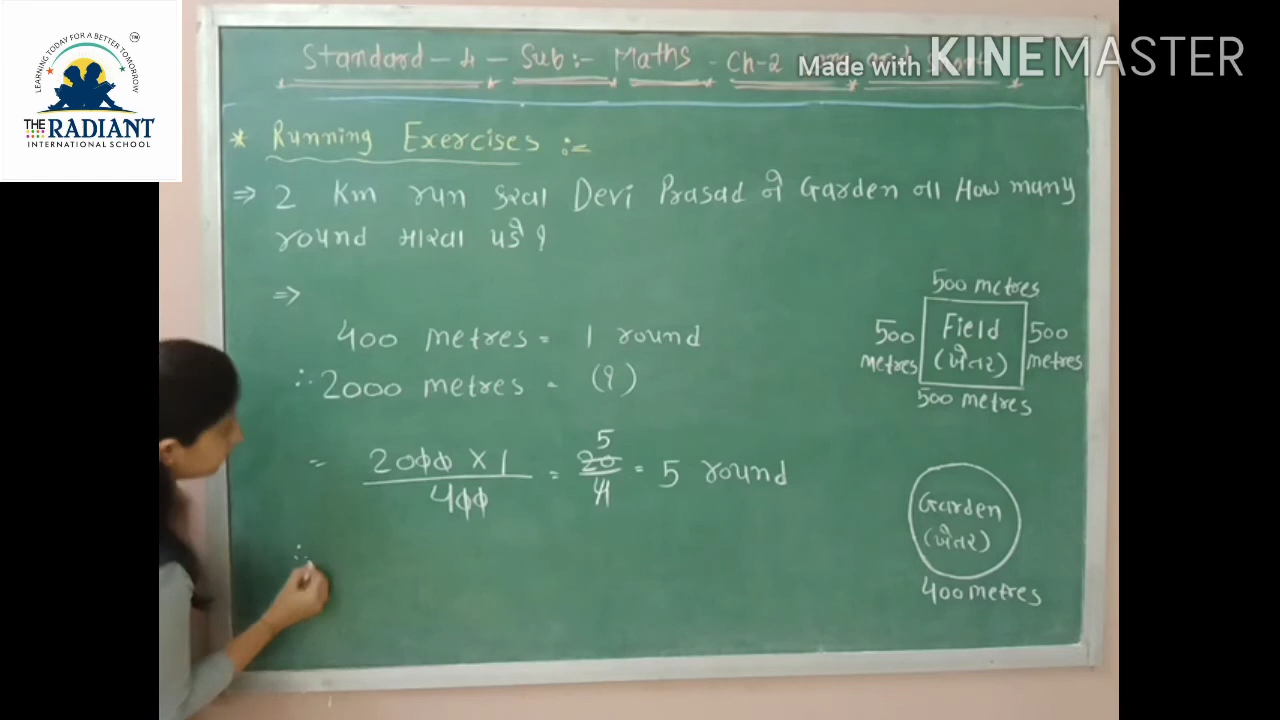 LEARNING TODAY FOR A BETTER TOMORROW
TM
THE RADIANT
INTERNATIONAL SCHOOL
Made with KINEMASTER
Standard - 4 - Sub:- Maths - Ch-2
* Running Exercises :-
⇒ 2 Km run કરવા Devi Prasad ને Garden ના How many
round મારવા પડે ?
⇒
400 metres = 1 round
∴ 2000 metres = (?)
= 2000 x 1 / 400 = 20 / 4 = 5 round
5
1
∴
500 metres
500 metres
Field
(ખેતર)
500 metres
500 metres
Garden
(ખેતર)
400 metres